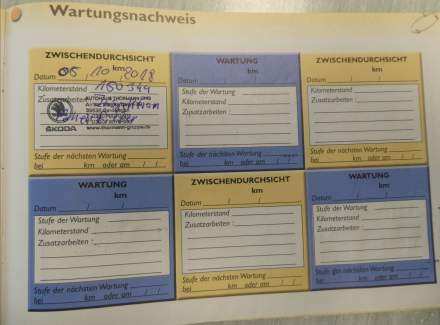 Wartungsnachweis
ZWISCHENDURCHSICHT
km
Datum 05 / 10 / 2018
Kilometerstand 180 344
Zusatzarbeiten :
ŠKODA
Stufe der nächsten Wartung
bei km oder am / /
WARTUNG
km
Datum / /
Stufe der Wartung
Kilometerstand
Zusatzarbeiten :
Stufe der nächsten Wartung
bei km oder am / /
ZWISCHENDURCHSICHT
km
Datum / /
Kilometerstand
Zusatzarbeiten :
Stufe der nächsten Wartung
bei km oder am / /
WARTUNG
km
Datum / /
Stufe der Wartung
Kilometerstand
Zusatzarbeiten :
Stufe der nächsten Wartung
bei km oder am / /
ZWISCHENDURCHSICHT
km
Datum / /
Kilometerstand
Zusatzarbeiten :
Stufe der nächsten Wartung
bei km oder am / /
WARTUNG
km
Datum / /
Stufe der Wartung
Kilometerstand
Zusatzarbeiten :
Stufe der nächsten Wartung
bei km oder am / /